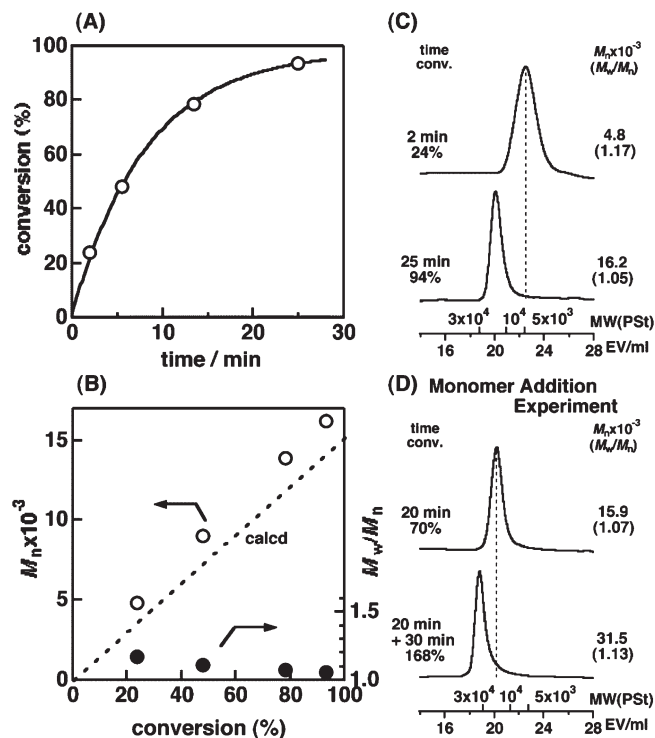 (A)
100
80
60
40
20
0
conversion (%)
0
10
20
30
time / min
(B)
15
10
5
0
Mn x10-3
calcd
Mw/Mn
1.5
1.0
0
20
40
60
80
100
conversion (%)
(C)
time
conv.
Mnx10-3
(Mw/Mn)
2 min
24%
4.8
(1.17)
25 min
94%
16.2
(1.05)
3x10⁴ 10⁴ 5x10³ MW(PSt)
16 20 24 28 EV/ml
(D) Monomer Addition
Experiment
time
conv.
Mnx10-3
(Mw/Mn)
20 min
70%
15.9
(1.07)
20 min
+ 30 min
168%
31.5
(1.13)
3x10⁴ 10⁴ 5x10³ MW(PSt)
16 20 24 28 EV/ml